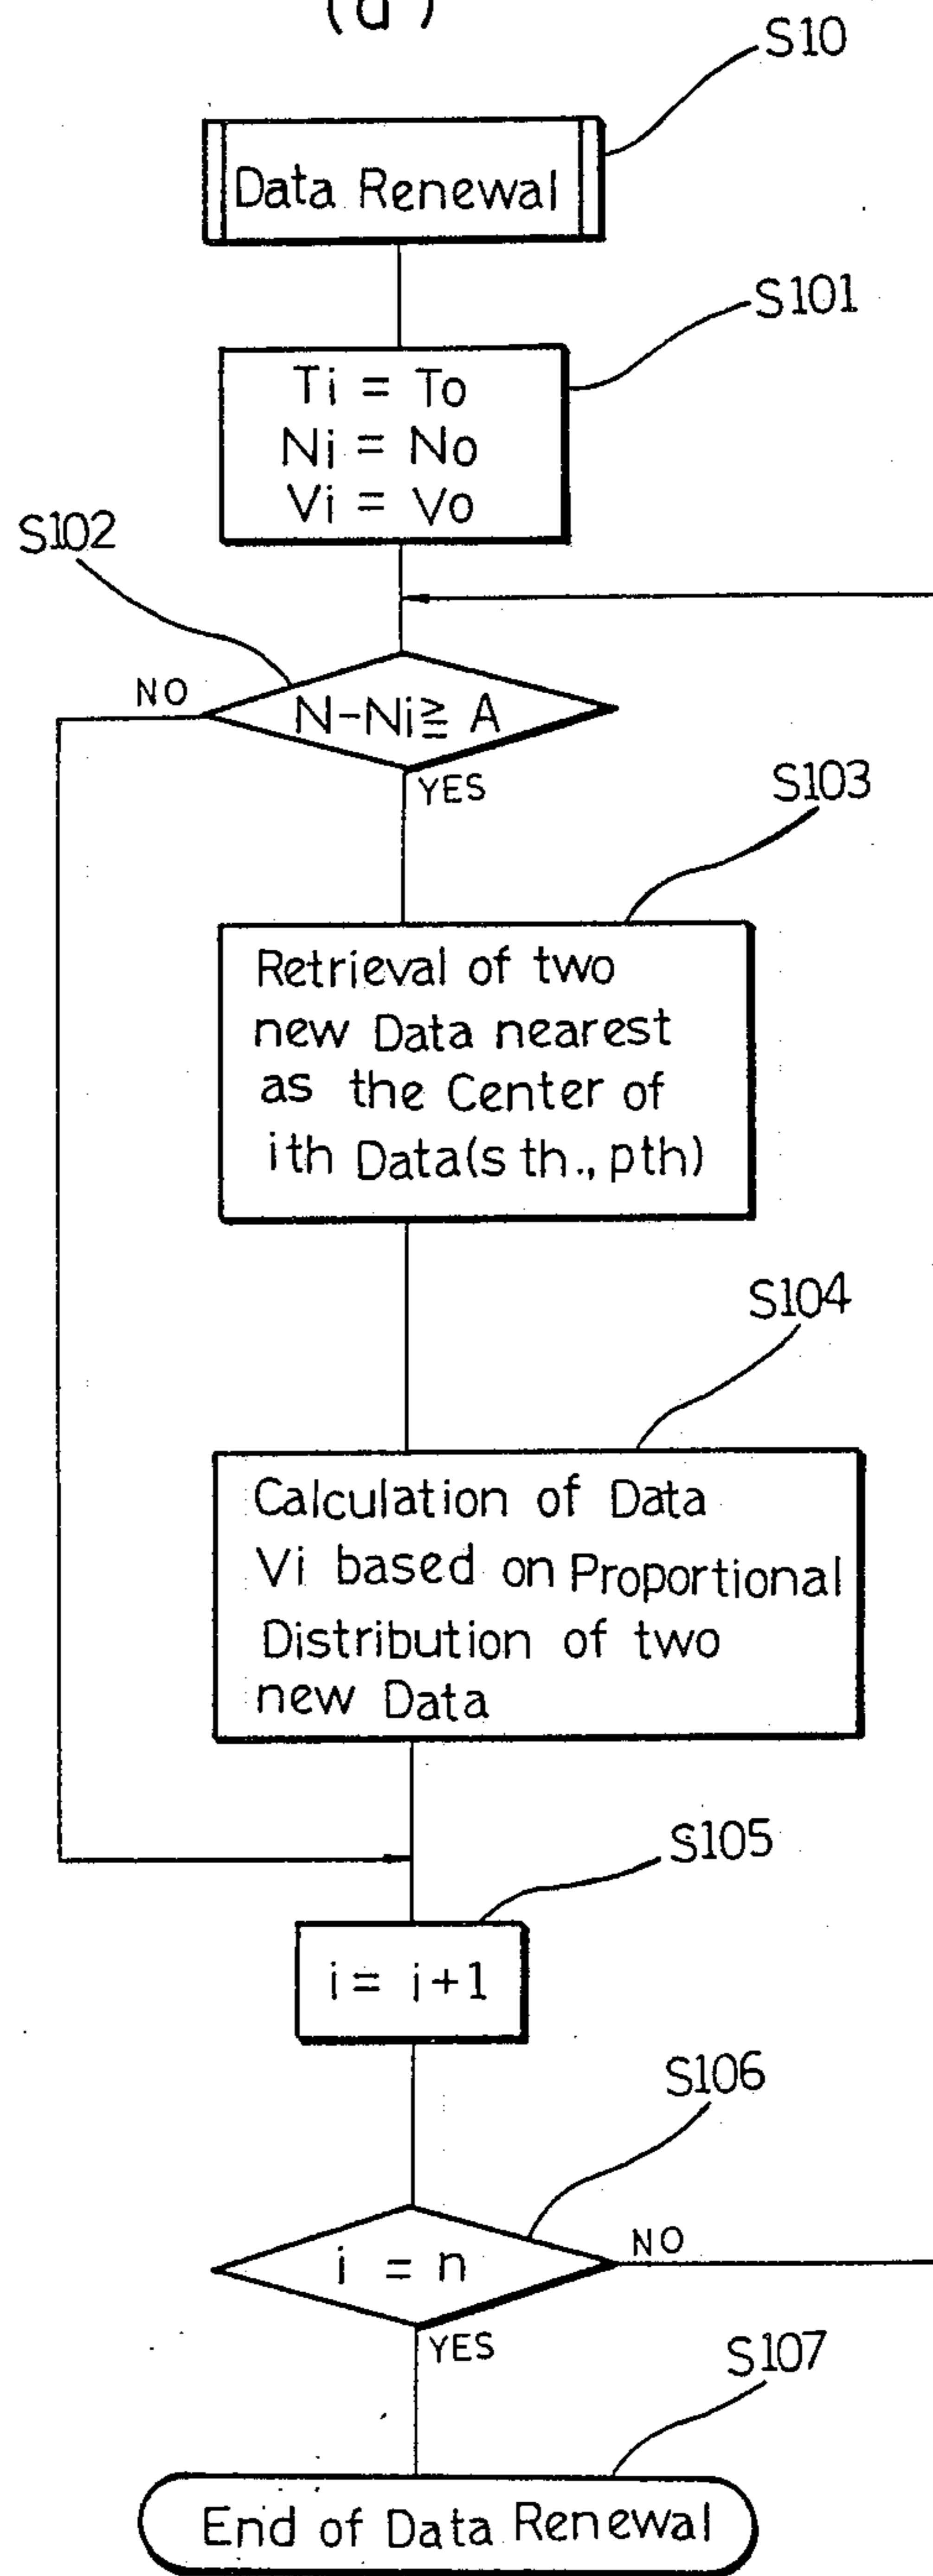 (d)
S10
Data Renewal
S101
Ti = To
Ni = No
Vi = Vo
S102
NO
N-Ni≧ A
YES
S103
Retrieval of two
new Data nearest
as the Center of
ith Data(s th., pth)
S104
Calculation of Data
Vi based on Proportional
Distribution of two
new Data
S105
i = i+1
S106
i = n
NO
YES
S107
End of Data Renewal